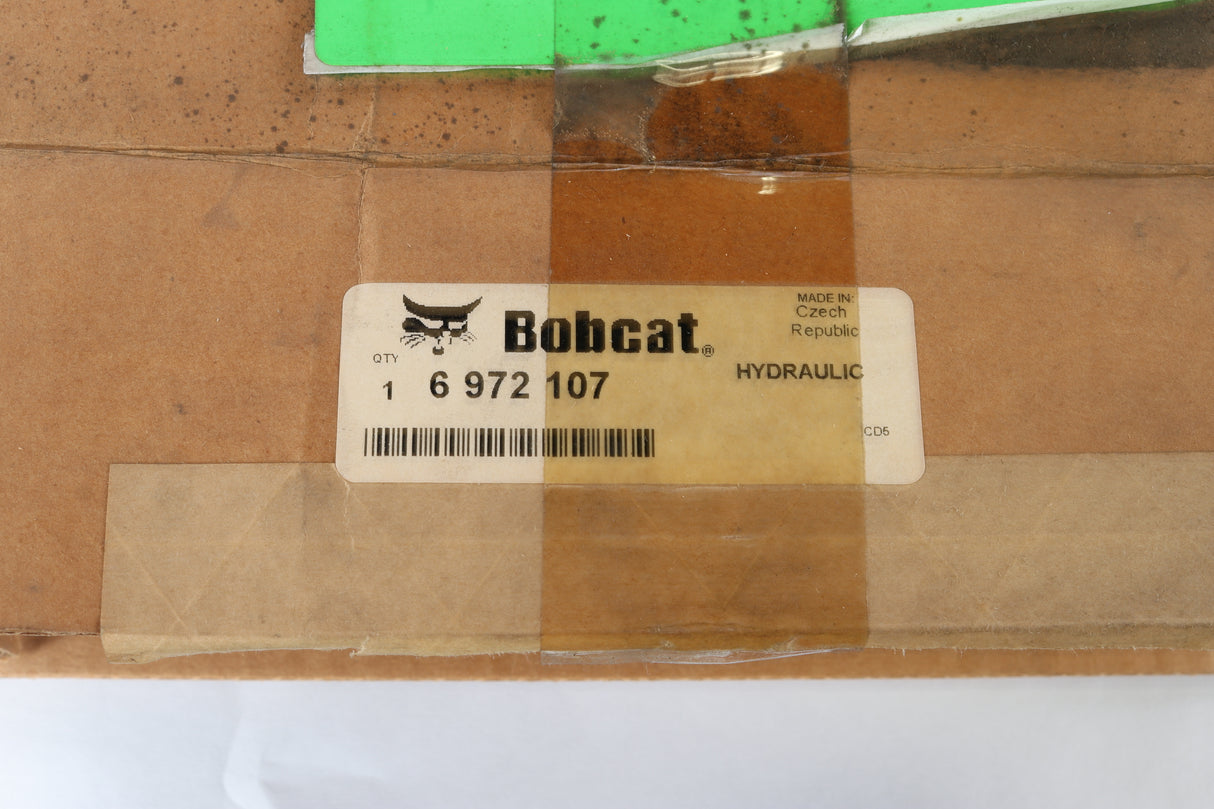 Bobcat®
MADE IN:
Czech
Republic
QTY
1 6 972 107
HYDRAULIC
CD5